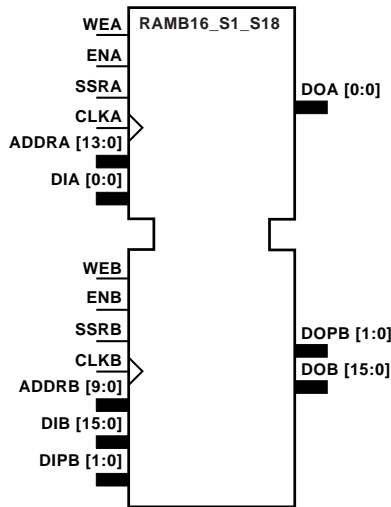 RAMB16_S1_S18
WEA
ENA
SSRA
CLKA
ADDRA [13:0]
DIA [0:0]
DOA [0:0]
WEB
ENB
SSRB
CLKB
ADDRB [9:0]
DIB [15:0]
DIPB [1:0]
DOPB [1:0]
DOB [15:0]